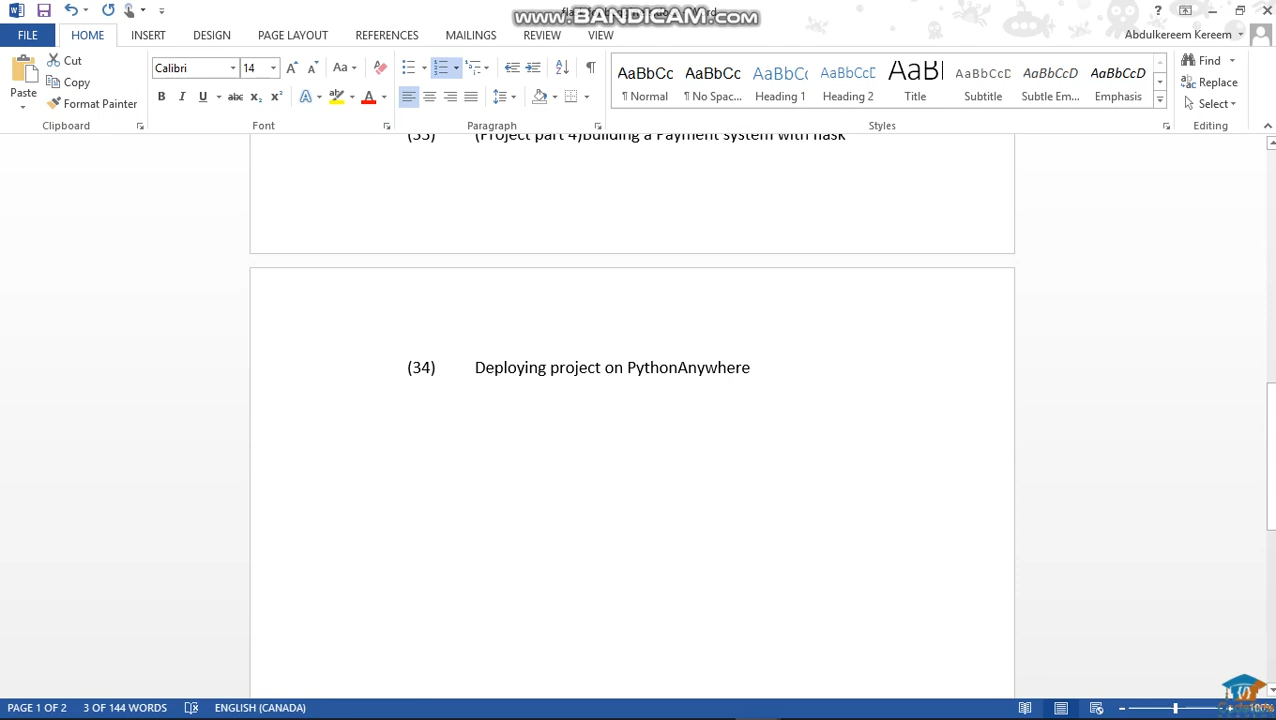 www.BANDICAM.com
FILE HOME INSERT DESIGN PAGE LAYOUT REFERENCES MAILINGS REVIEW VIEW Abdulkereem Kereem
Paste
Cut
Copy
Format Painter
Clipboard
Calibri 14
Font
Paragraph
AaBbCc AaBbCc AaBbCc AaBbCcD AaBl AaBbCcD AaBbCcD AaBbCcD
¶ Normal ¶ No Spac... Heading 1 Heading 2 Title Subtitle Subtle Em... Emphasis
Styles
Find
Replace
Select
Editing
(33) (Project part 4)Building a Payment system with flask
(34) Deploying project on PythonAnywhere
PAGE 1 OF 2 3 OF 144 WORDS ENGLISH (CANADA) 100%